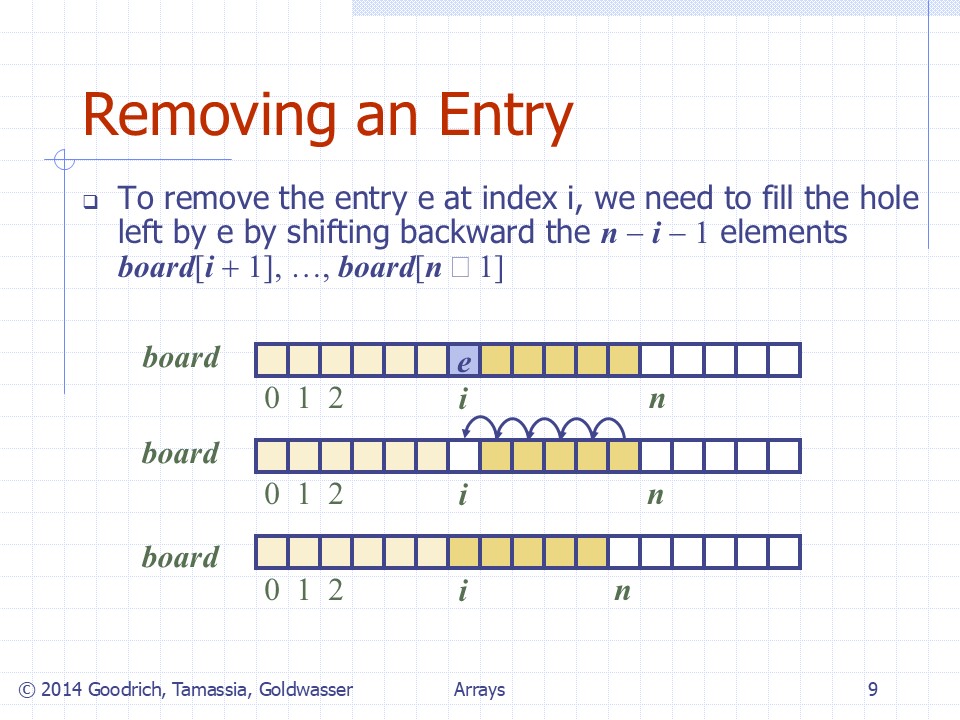 Removing an Entry
To remove the entry e at index i, we need to fill the hole
left by e by shifting backward the n – i – 1 elements
board[i + 1], …, board[n □ 1]
board
e
0 1 2 i n
board
0 1 2 i n
board
0 1 2 i n
© 2014 Goodrich, Tamassia, Goldwasser Arrays 9